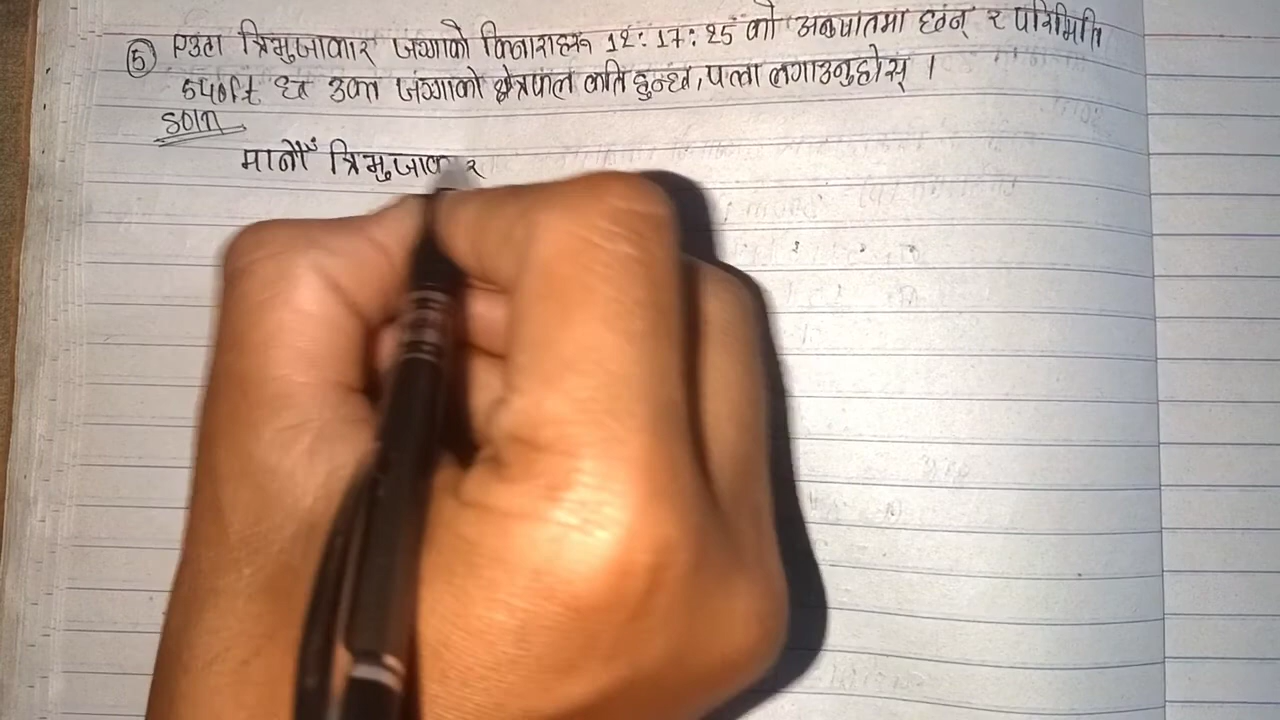 ⑤ एउटा त्रिभुजाकार जग्गाको किनाराहरू 12:17:25 को अनुपातमा छन् र परिमिति
540ft छ उक्त जग्गाको क्षेत्रफल कति हुन्छ, पत्ता लगाउनुहोस् ।
Soln
मानौँ त्रिभुजाकार